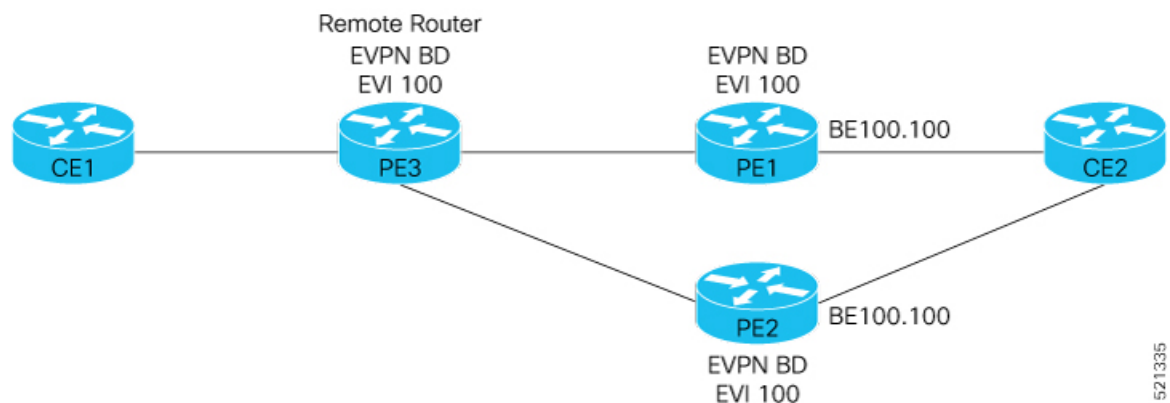 Remote Router
EVPN BD
EVI 100
EVPN BD
EVI 100
BE100.100
CE1
PE3
PE1
CE2
PE2
BE100.100
EVPN BD
EVI 100
521335